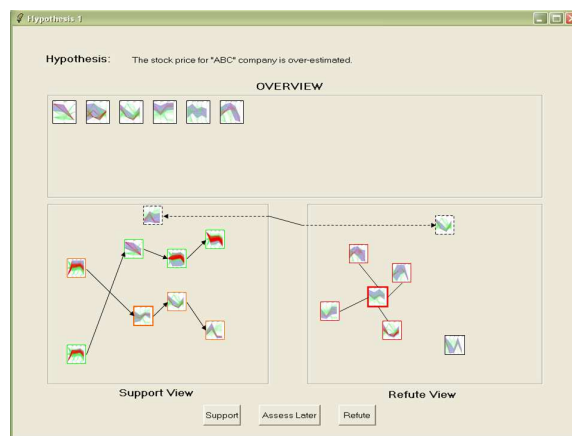 Hypothesis 1
Hypothesis: The stock price for "ABC" company is over-estimated.
OVERVIEW
Support View Refute View
Support Assess Later Refute